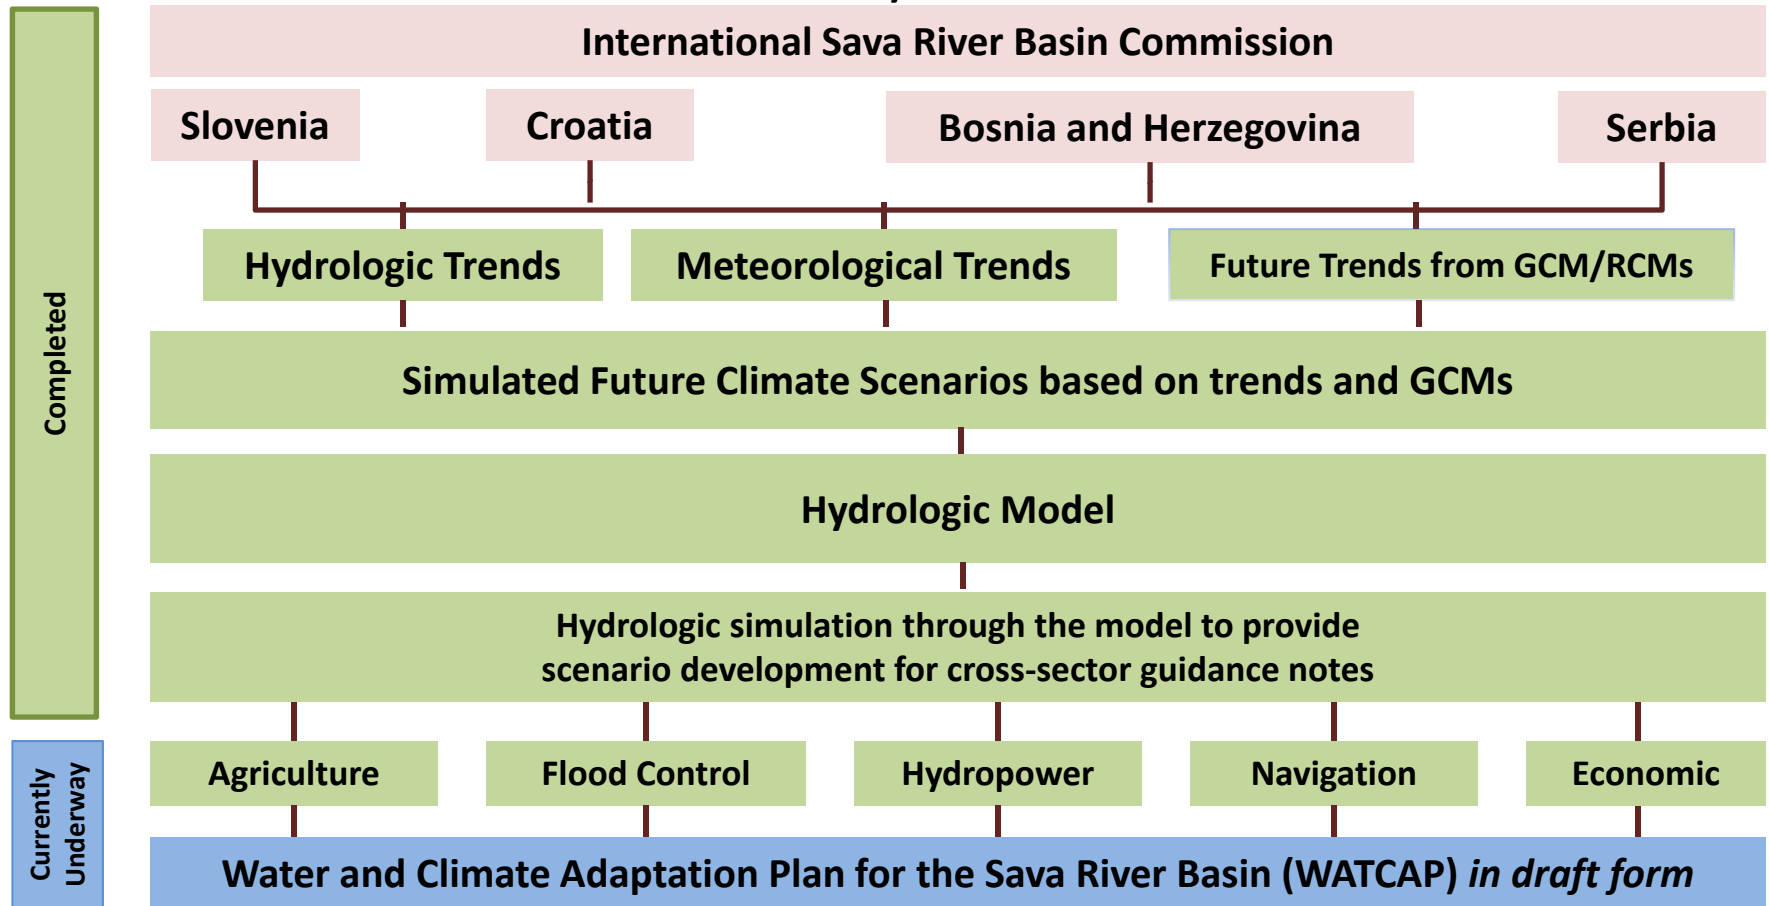 International Sava River Basin Commission
Slovenia
Croatia
Bosnia and Herzegovina
Serbia
Hydrologic Trends
Meteorological Trends
Future Trends from GCM/RCMs
Completed
Simulated Future Climate Scenarios based on trends and GCMs
Hydrologic Model
Hydrologic simulation through the model to provide
scenario development for cross-sector guidance notes
Agriculture
Flood Control
Hydropower
Navigation
Economic
Currently
Underway
Water and Climate Adaptation Plan for the Sava River Basin (WATCAP) in draft form